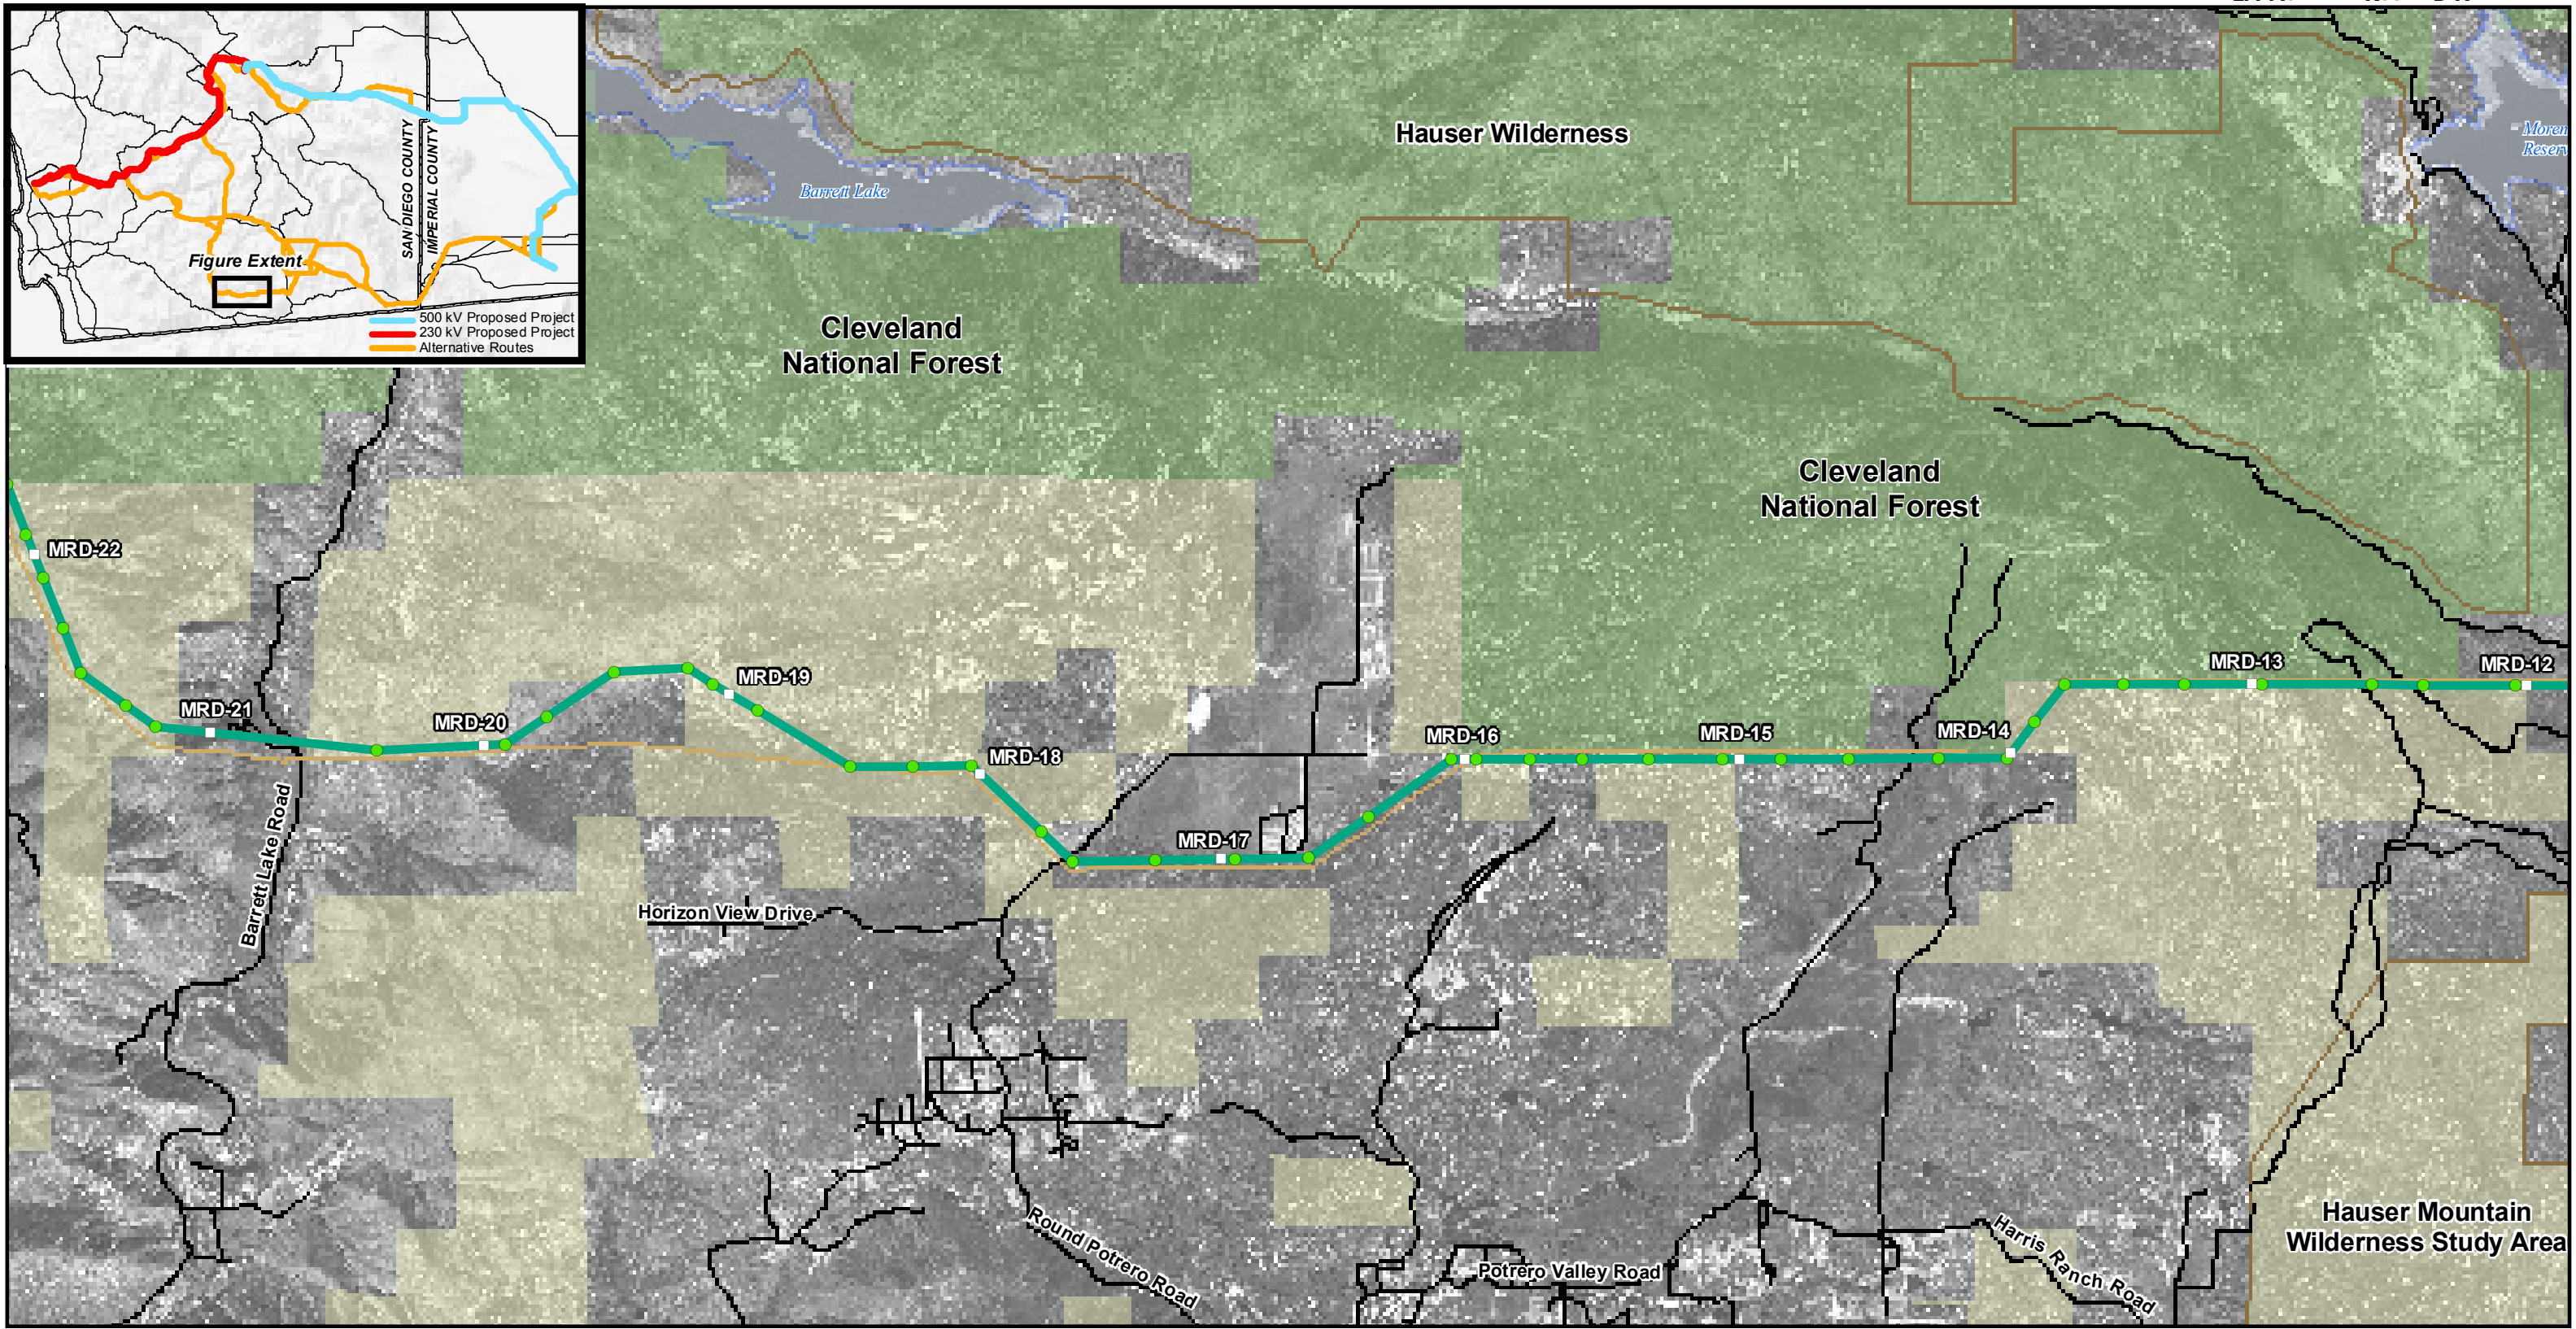 SAN DIEGO COUNTY
IMPERIAL COUNTY
Figure Extent
500 kV Proposed Project
230 kV Proposed Project
Alternative Routes
Hauser Wilderness
Barrett Lake
Cleveland
National Forest
Cleveland
National Forest
MRD-22
MRD-21
MRD-20
MRD-19
MRD-18
MRD-17
MRD-16
MRD-15
MRD-14
MRD-13
MRD-12
Barrett Lake Road
Horizon View Drive
Round Potrero Road
Potrero Valley Road
Harris Ranch Road
Hauser Mountain
Wilderness Study Area